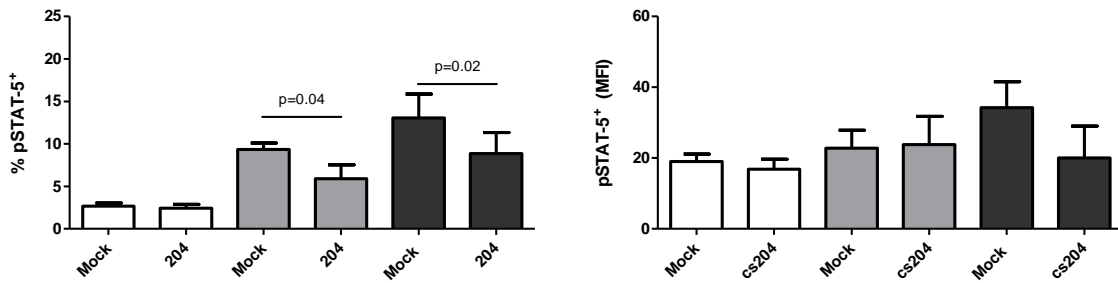 % pSTAT-5+
25
20
15
10
5
0
p=0.04
p=0.02
Mock
204
Mock
204
Mock
204
pSTAT-5+ (MFI)
60
40
20
0
Mock
cs204
Mock
cs204
Mock
cs204